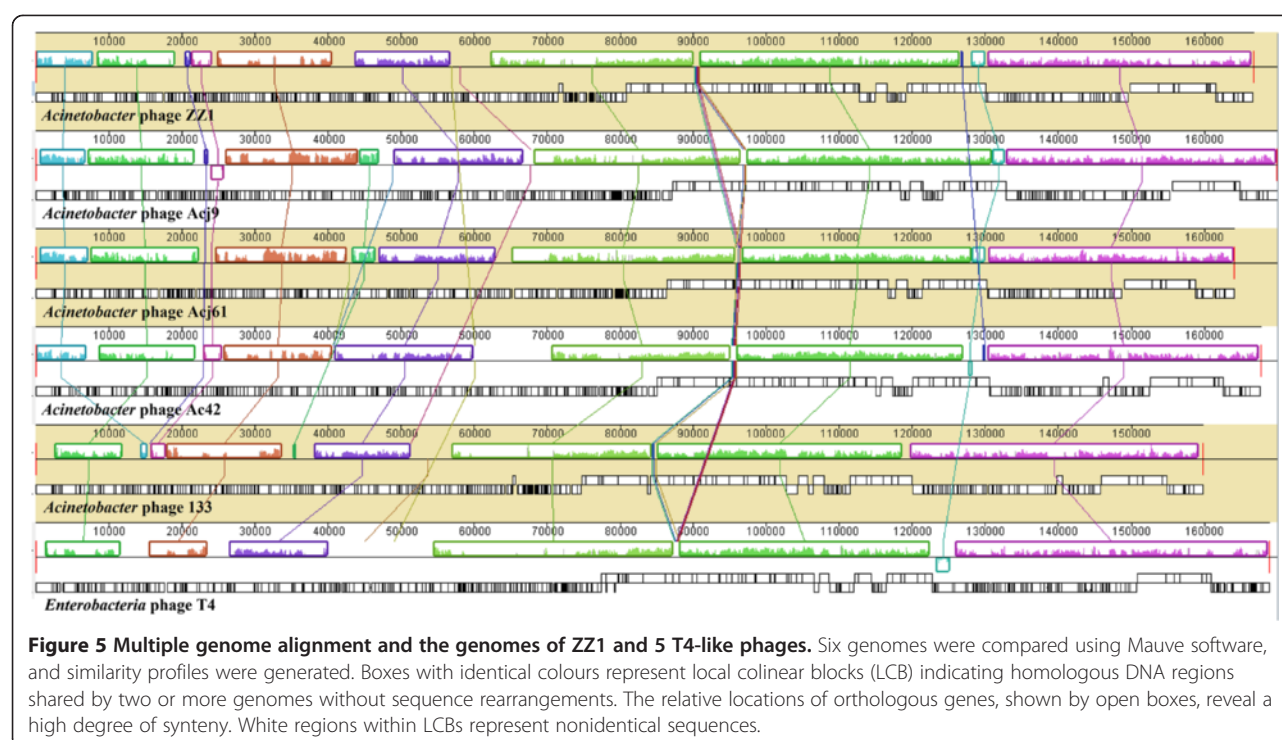 10000 20000 30000 40000 50000 60000 70000 80000 90000 100000 110000 120000 130000 140000 150000 160000
Acinetobacter phage ZZ1
10000 20000 30000 40000 50000 60000 70000 80000 90000 100000 110000 120000 130000 140000 150000 160000
Acinetobacter phage Acj9
10000 20000 30000 40000 50000 60000 70000 80000 90000 100000 110000 120000 130000 140000 150000 160000
Acinetobacter phage Acj61
10000 20000 30000 40000 50000 60000 70000 80000 90000 100000 110000 120000 130000 140000 150000 160000
Acinetobacter phage Ac42
10000 20000 30000 40000 50000 60000 70000 80000 90000 100000 110000 120000 130000 140000 150000
Acinetobacter phage 133
10000 20000 30000 40000 50000 60000 70000 80000 90000 100000 110000 120000 130000 140000 150000 160000
Enterobacteria phage T4
Figure 5 Multiple genome alignment and the genomes of ZZ1 and 5 T4-like phages. Six genomes were compared using Mauve software,
and similarity profiles were generated. Boxes with identical colours represent local colinear blocks (LCB) indicating homologous DNA regions
shared by two or more genomes without sequence rearrangements. The relative locations of orthologous genes, shown by open boxes, reveal a
high degree of synteny. White regions within LCBs represent nonidentical sequences.